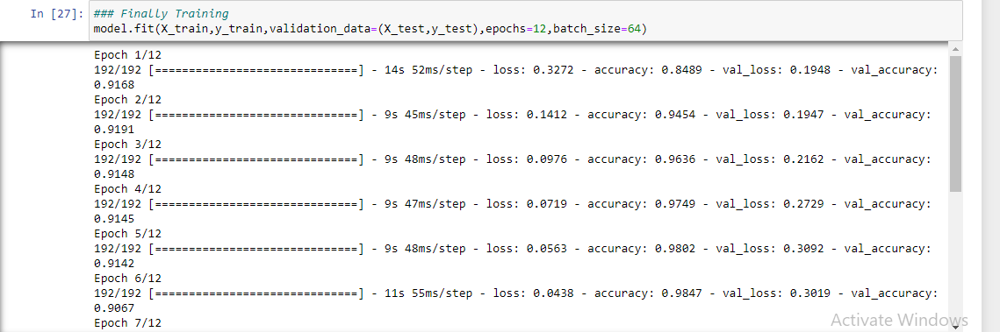 In [27]: ### Finally Training
model.fit(X_train,y_train,validation_data=(X_test,y_test),epochs=12,batch_size=64)
Epoch 1/12
192/192 [==============================] - 14s 52ms/step - loss: 0.3272 - accuracy: 0.8489 - val_loss: 0.1948 - val_accuracy:
0.9168
Epoch 2/12
192/192 [==============================] - 9s 45ms/step - loss: 0.1412 - accuracy: 0.9454 - val_loss: 0.1947 - val_accuracy:
0.9191
Epoch 3/12
192/192 [==============================] - 9s 48ms/step - loss: 0.0976 - accuracy: 0.9636 - val_loss: 0.2162 - val_accuracy:
0.9148
Epoch 4/12
192/192 [==============================] - 9s 47ms/step - loss: 0.0719 - accuracy: 0.9749 - val_loss: 0.2729 - val_accuracy:
0.9145
Epoch 5/12
192/192 [==============================] - 9s 48ms/step - loss: 0.0563 - accuracy: 0.9802 - val_loss: 0.3092 - val_accuracy:
0.9142
Epoch 6/12
192/192 [==============================] - 11s 55ms/step - loss: 0.0438 - accuracy: 0.9847 - val_loss: 0.3019 - val_accuracy:
0.9067
Epoch 7/12
Activate Windows